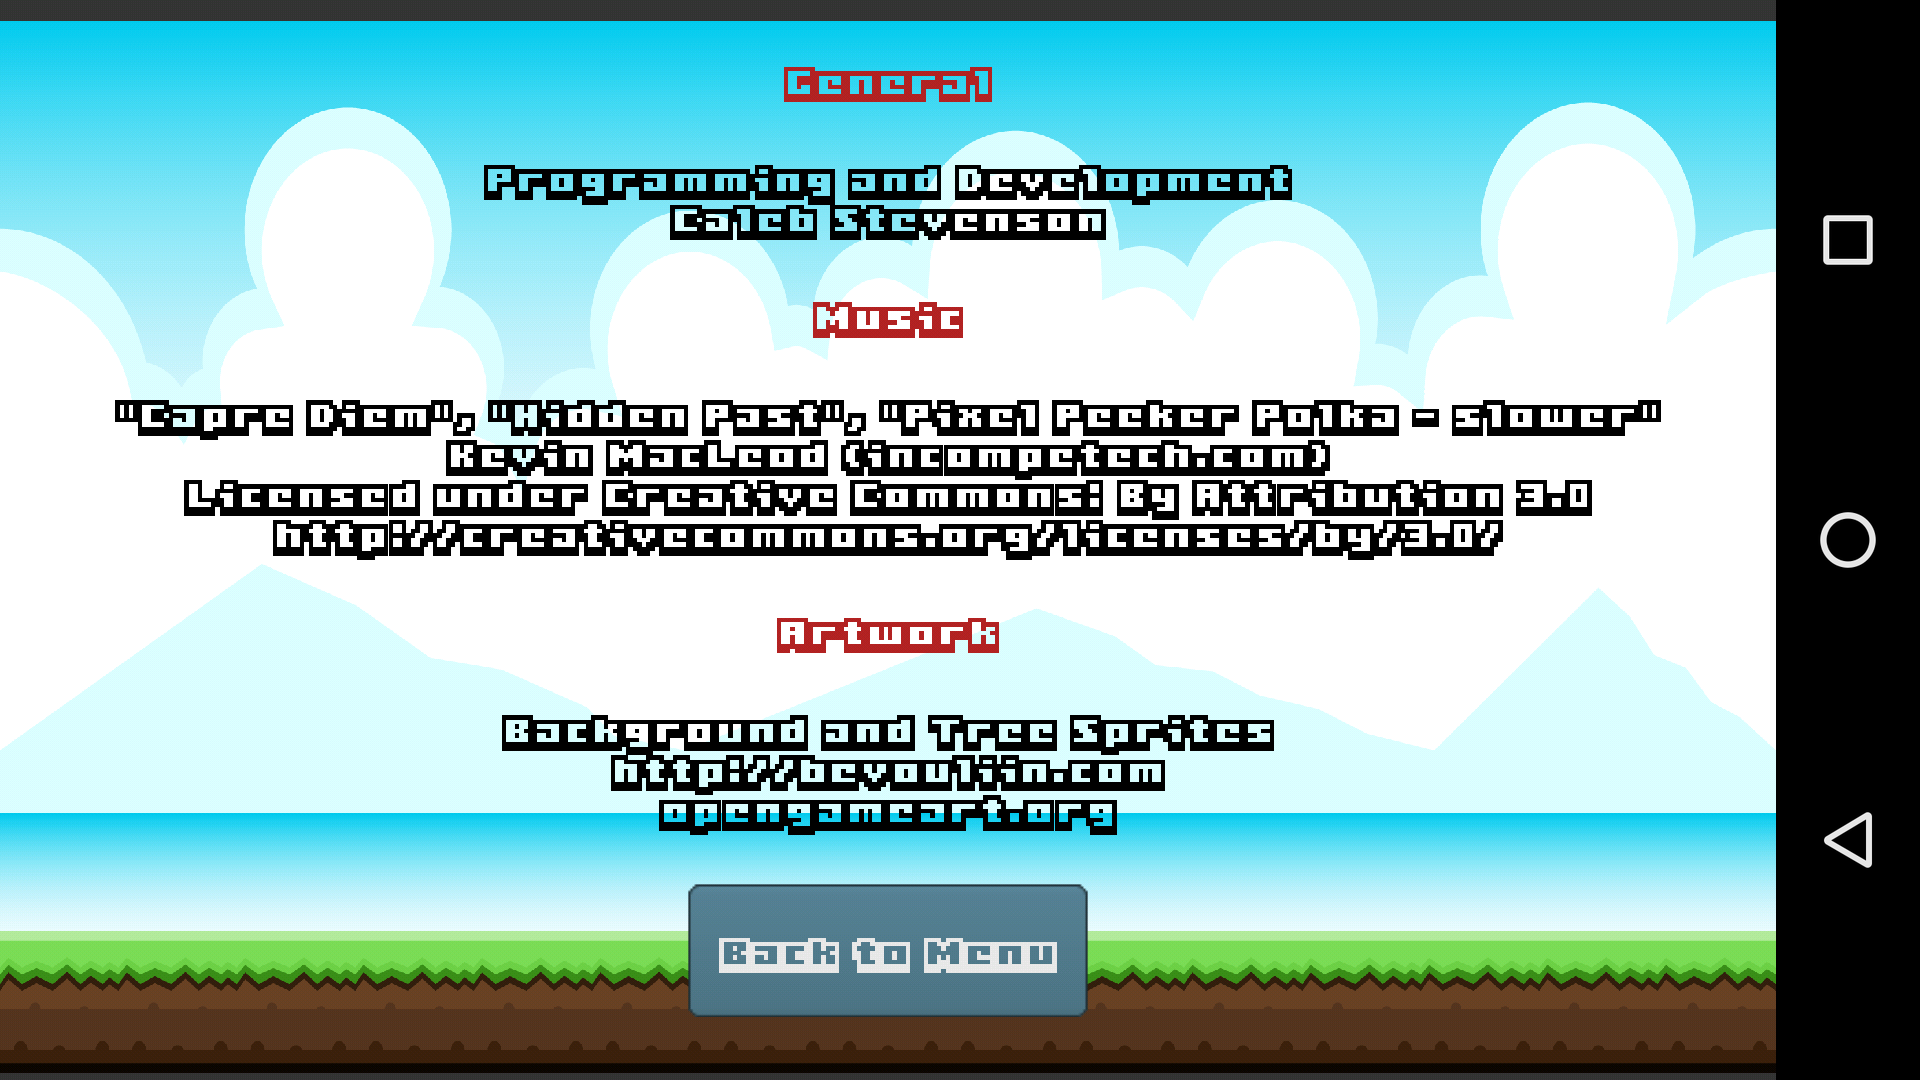 General
Programming and Development
Caleb Stevenson
Music
"Capre Diem", "Hidden Past", "Pixel Peeker Polka - slower"
Kevin MacLeod (incompetech.com)
Licensed under Creative Commons: By Attribution 3.0
http://creativecommons.org/licenses/by/3.0/
Artwork
Background and Tree Sprites
http://bevouliin.com
opengameart.org
Back to Menu